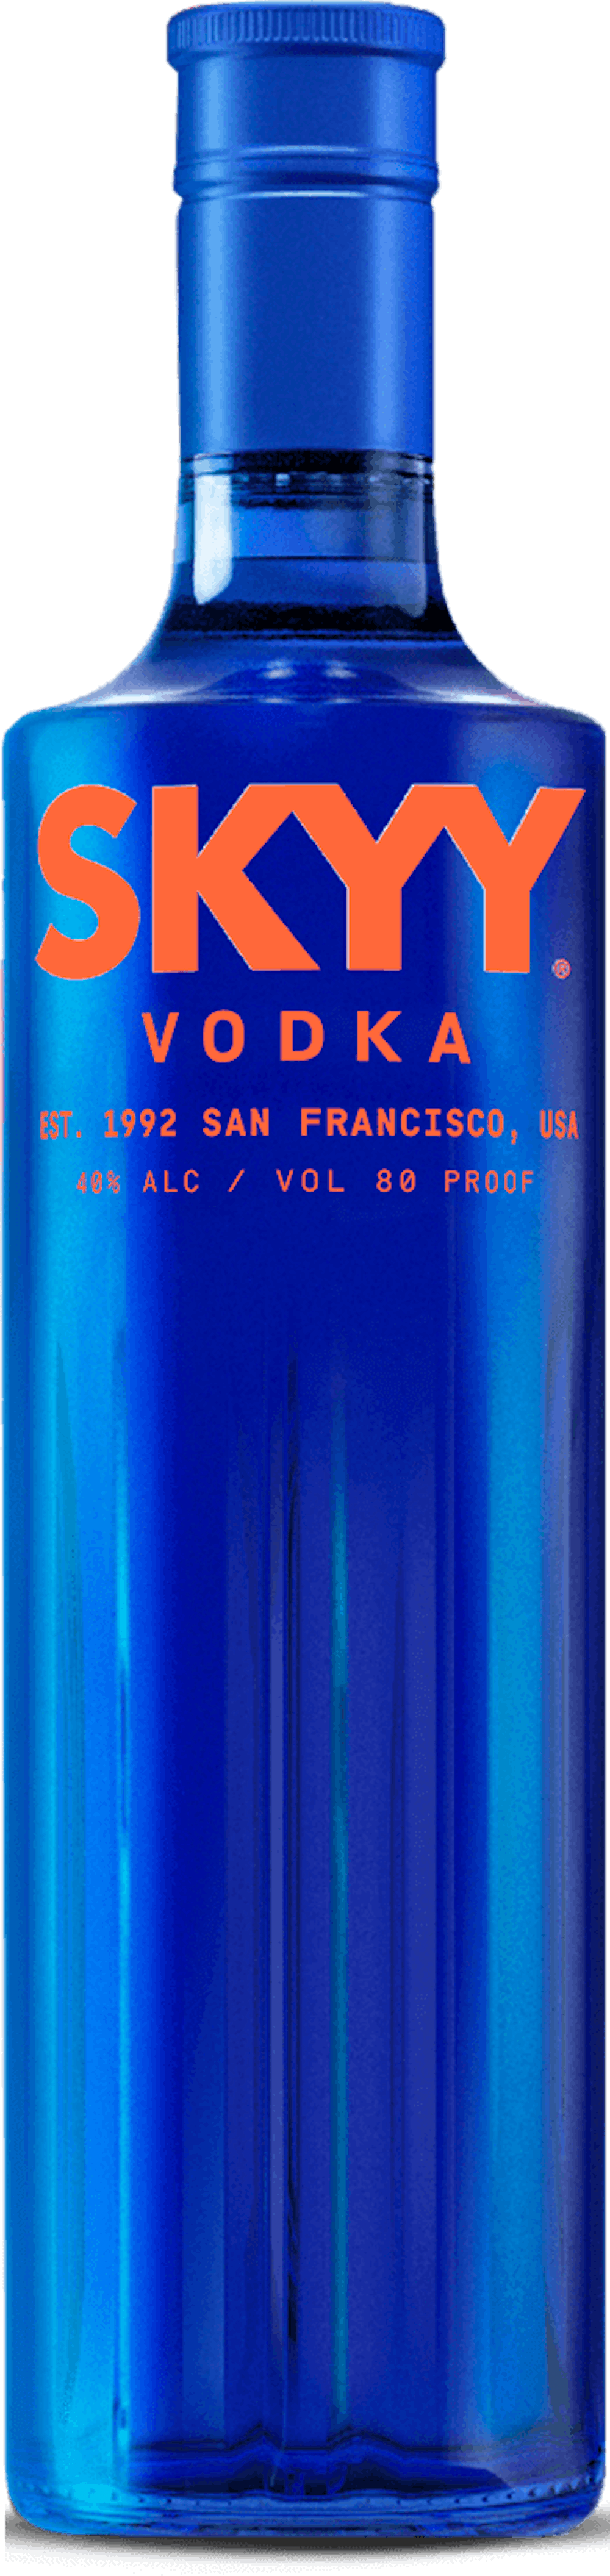 SKYY®
VODKA
EST. 1992 SAN FRANCISCO, USA
40% ALC / VOL 80 PROOF